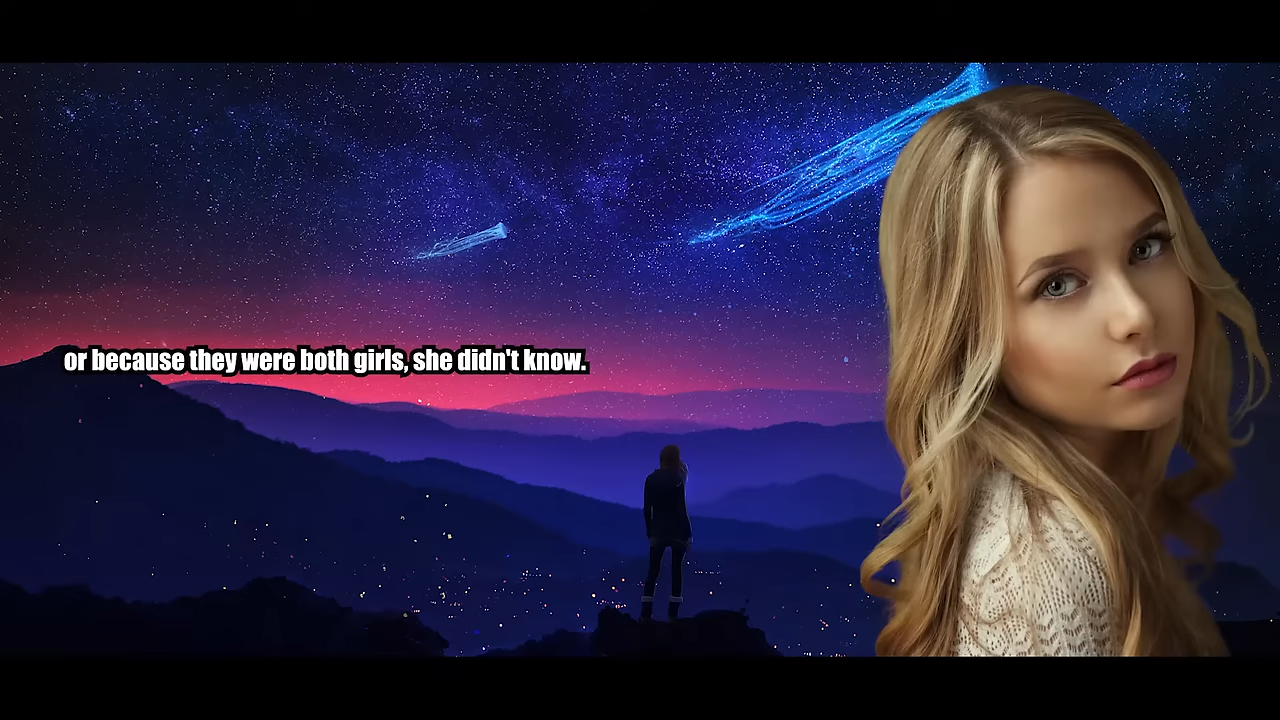 or because they were both girls, she didn't know.